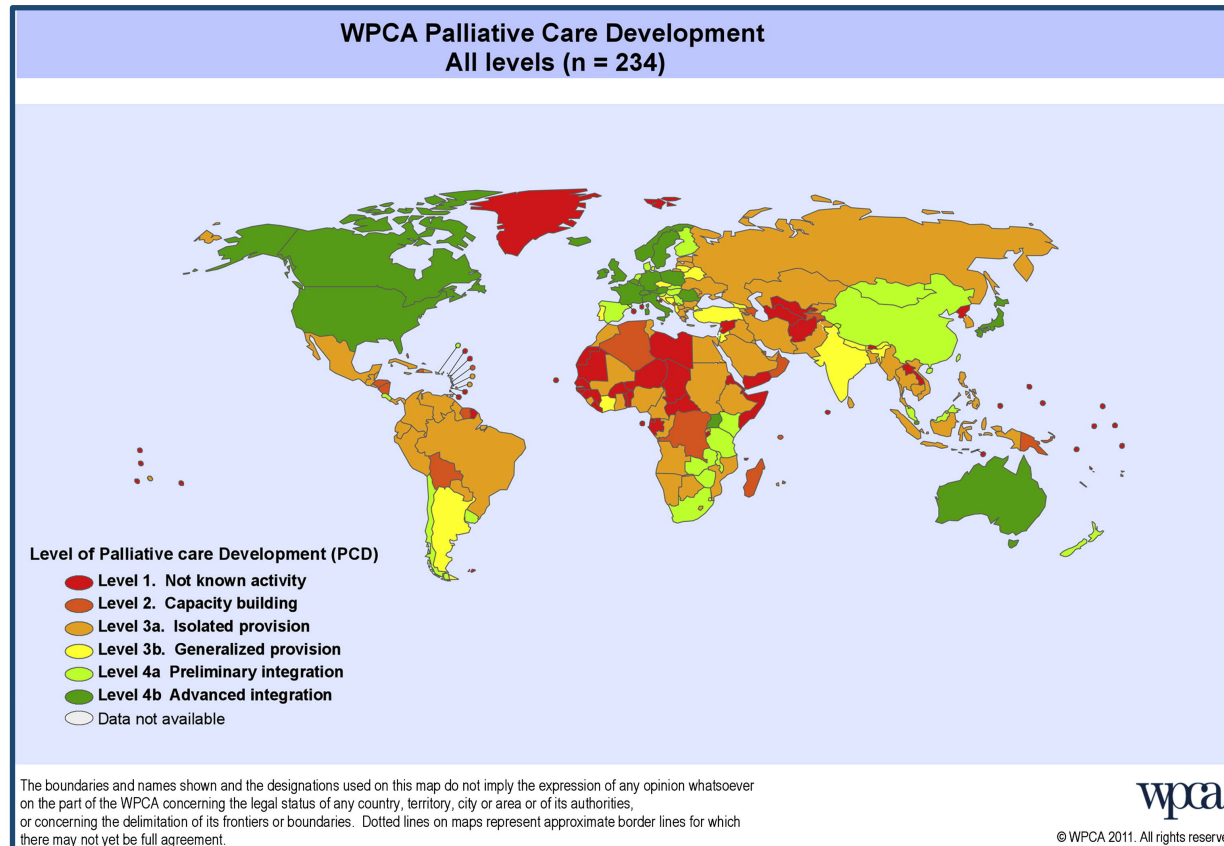 WPCA Palliative Care Development
All levels (n = 234)
Level of Palliative care Development (PCD)
Level 1. Not known activity
Level 2. Capacity building
Level 3a. Isolated provision
Level 3b. Generalized provision
Level 4a Preliminary integration
Level 4b Advanced integration
Data not available
The boundaries and names shown and the designations used on this map do not imply the expression of any opinion whatsoever
on the part of the WPCA concerning the legal status of any country, territory, city or area or of its authorities,
or concerning the delimitation of its frontiers or boundaries. Dotted lines on maps represent approximate border lines for which
there may not yet be full agreement.
wpca
© WPCA 2011. All rights reserve